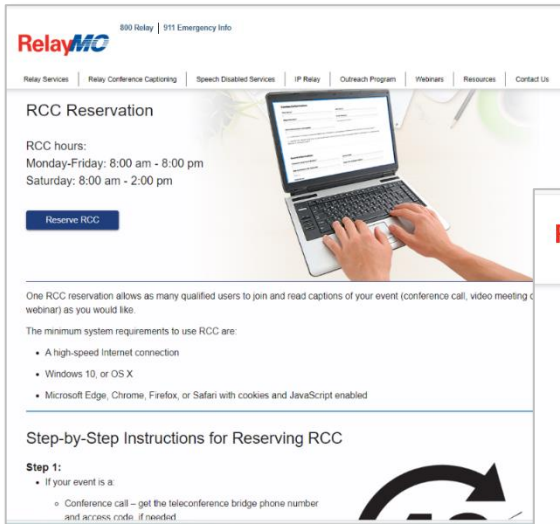 800 Relay | 911 Emergency Info
RelayMO
Relay Services | Relay Conference Captioning | Speech Disabled Services | IP Relay | Outreach Program | Webinars | Resources | Contact Us
RCC Reservation
RCC hours:
Monday-Friday: 8:00 am - 8:00 pm
Saturday: 8:00 am - 2:00 pm
Reserve RCC
One RCC reservation allows as many qualified users to join and read captions of your event (conference call, video meeting
webinar) as you would like.
The minimum system requirements to use RCC are:
• A high-speed Internet connection
• Windows 10, or OS X
• Microsoft Edge, Chrome, Firefox, or Safari with cookies and JavaScript enabled
Step-by-Step Instructions for Reserving RCC
Step 1:
• If your event is a:
Conference call – get the teleconference bridge phone number
and access code, if needed